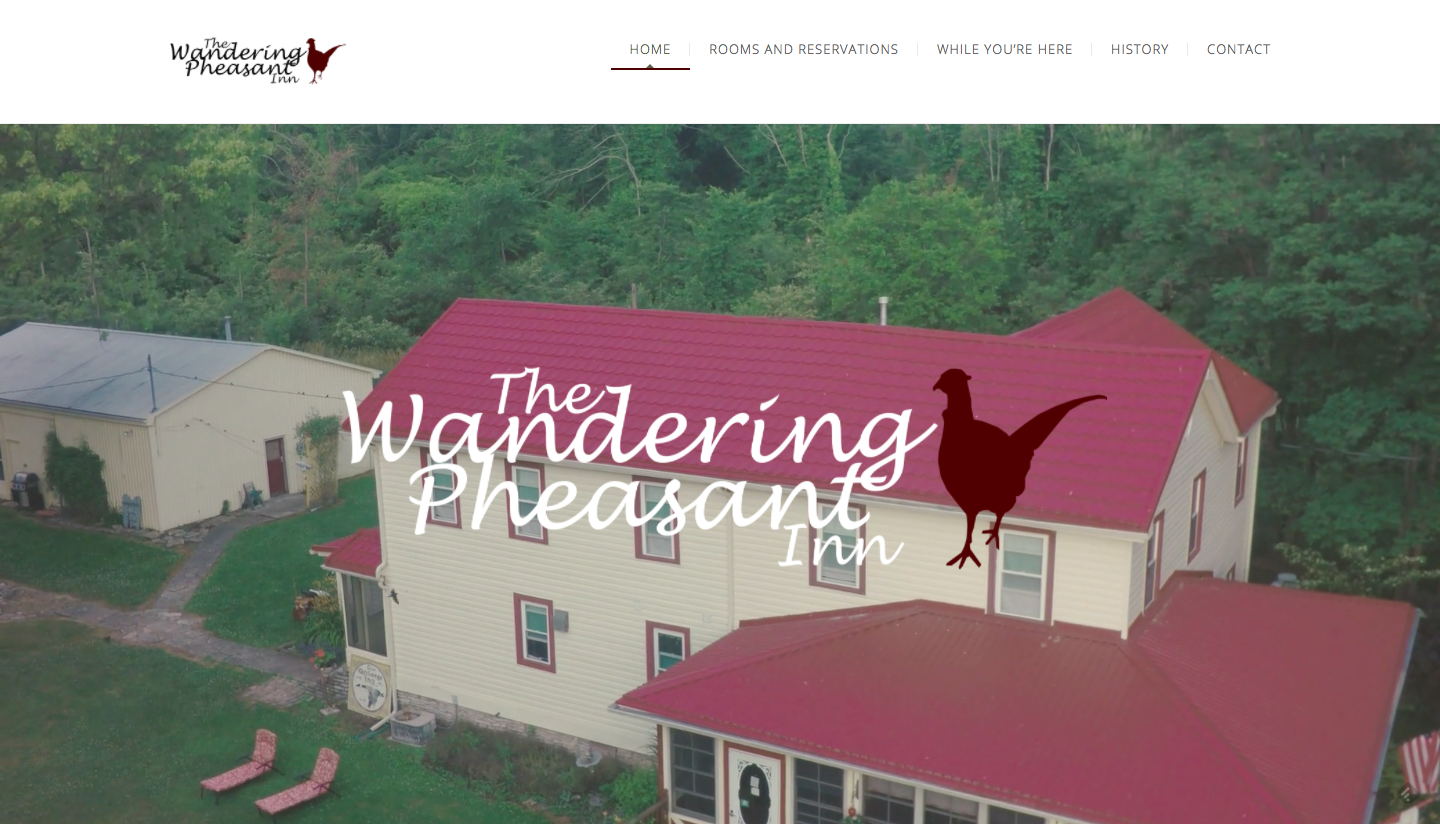 The
Wandering
Pheasant
Inn
HOME
ROOMS AND RESERVATIONS
WHILE YOU'RE HERE
HISTORY
CONTACT
The
Wandering
Pheasant
Inn